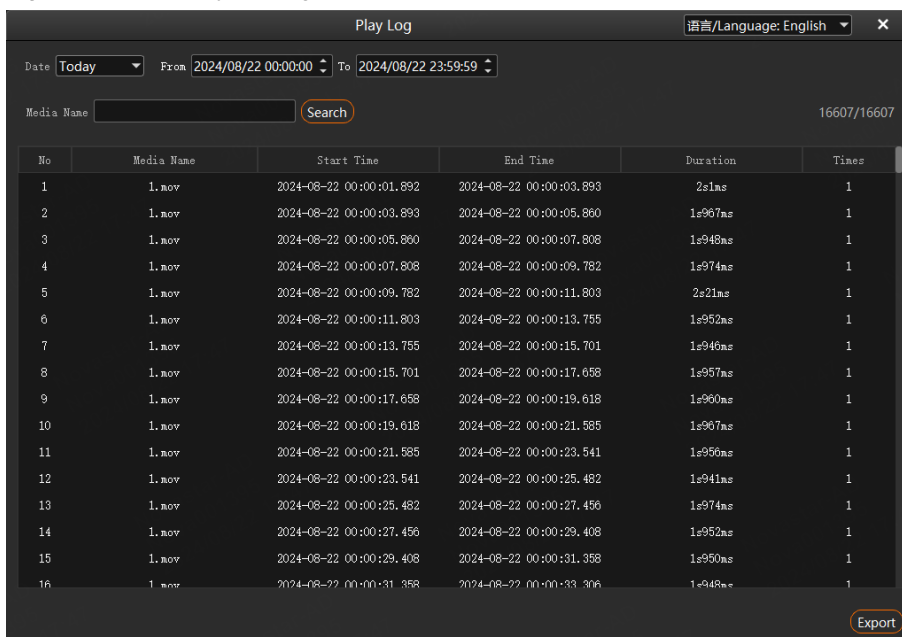 Play Log 语言/Language: English ×
Date Today From 2024/08/22 00:00:00 To 2024/08/22 23:59:59
Media Name Search 16607/16607
No Media Name Start Time End Time Duration Times
1 1.mov 2024-08-22 00:00:01.892 2024-08-22 00:00:03.893 2s1ms 1
2 1.mov 2024-08-22 00:00:03.893 2024-08-22 00:00:05.860 1s967ms 1
3 1.mov 2024-08-22 00:00:05.860 2024-08-22 00:00:07.808 1s948ms 1
4 1.mov 2024-08-22 00:00:07.808 2024-08-22 00:00:09.782 1s974ms 1
5 1.mov 2024-08-22 00:00:09.782 2024-08-22 00:00:11.803 2s21ms 1
6 1.mov 2024-08-22 00:00:11.803 2024-08-22 00:00:13.755 1s952ms 1
7 1.mov 2024-08-22 00:00:13.755 2024-08-22 00:00:15.701 1s946ms 1
8 1.mov 2024-08-22 00:00:15.701 2024-08-22 00:00:17.658 1s957ms 1
9 1.mov 2024-08-22 00:00:17.658 2024-08-22 00:00:19.618 1s960ms 1
10 1.mov 2024-08-22 00:00:19.618 2024-08-22 00:00:21.585 1s967ms 1
11 1.mov 2024-08-22 00:00:21.585 2024-08-22 00:00:23.541 1s956ms 1
12 1.mov 2024-08-22 00:00:23.541 2024-08-22 00:00:25.482 1s941ms 1
13 1.mov 2024-08-22 00:00:25.482 2024-08-22 00:00:27.456 1s974ms 1
14 1.mov 2024-08-22 00:00:27.456 2024-08-22 00:00:29.408 1s952ms 1
15 1.mov 2024-08-22 00:00:29.408 2024-08-22 00:00:31.358 1s950ms 1
16 1.mov 2024-08-22 00:00:31.358 2024-08-22 00:00:33.306 1s948ms 1
Export